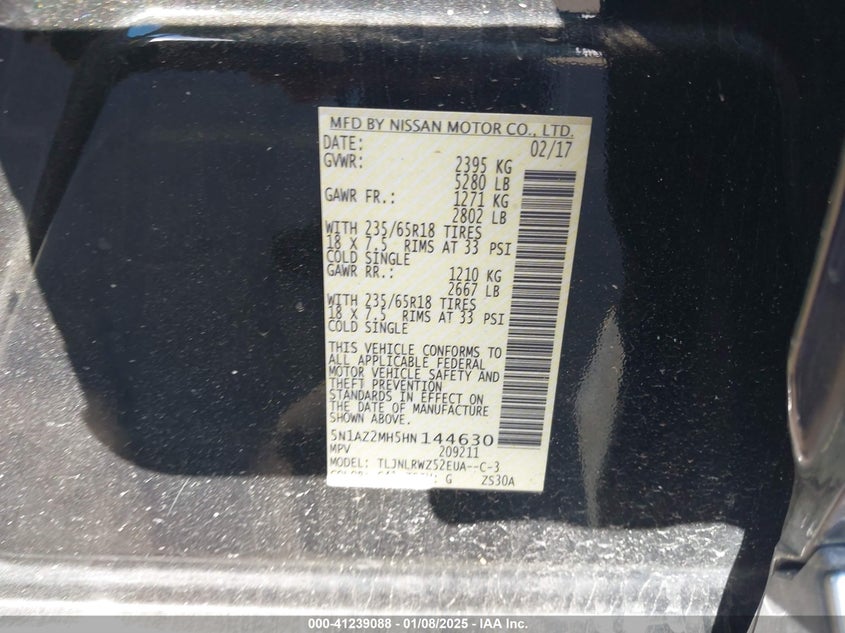 MFD BY NISSAN MOTOR CO., LTD.
DATE: 02/17
GVWR: 2395 KG
5280 LB
GAWR FR.: 1271 KG
2802 LB
WITH 235/65R18 TIRES
18 X 7.5 RIMS AT 33 PSI
COLD SINGLE
GAWR RR.: 1210 KG
2667 LB
WITH 235/65R18 TIRES
18 X 7.5 RIMS AT 33 PSI
COLD SINGLE
THIS VEHICLE CONFORMS TO
ALL APPLICABLE FEDERAL
MOTOR VEHICLE SAFETY AND
THEFT PREVENTION
STANDARDS IN EFFECT ON
THE DATE OF MANUFACTURE
SHOWN ABOVE.
5N1AZ2MH5HN 144630
MPV 209211
MODEL: TLJNLRWZ52EUA--C-3
G ZS30A
000-41239088 - 01/08/2025 - IAA Inc.